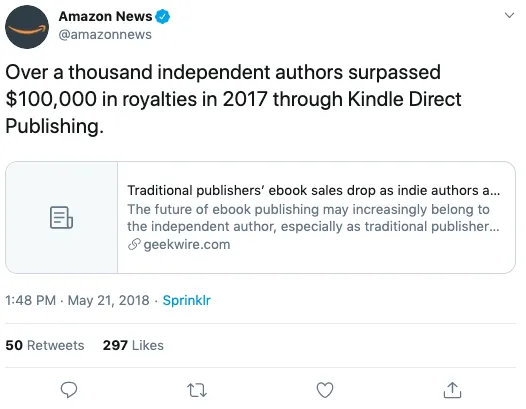 Amazon News
@amazonnews
Over a thousand independent authors surpassed
$100,000 in royalties in 2017 through Kindle Direct
Publishing.
Traditional publishers' ebook sales drop as indie authors a...
The future of ebook publishing may increasingly belong to
the independent author, especially as traditional publisher...
geekwire.com
1:48 PM · May 21, 2018 · Sprinklr
50 Retweets 297 Likes